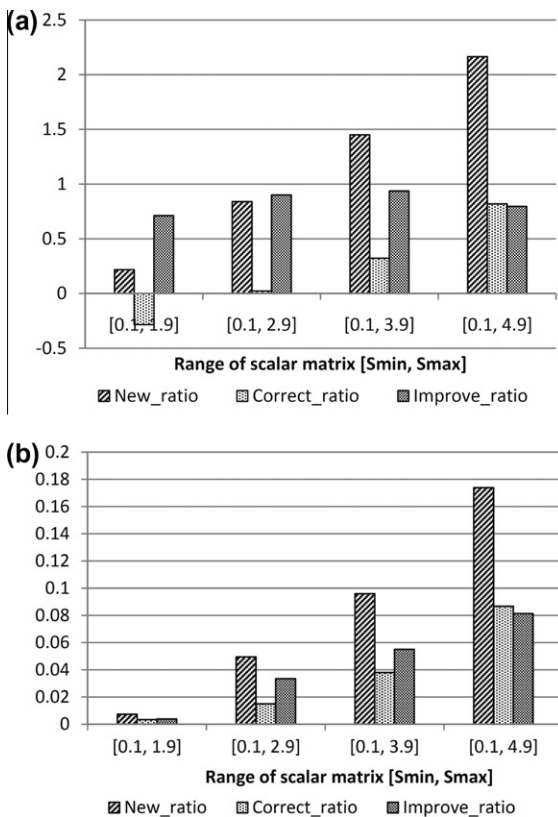 (a)
2.5
2
1.5
1
0.5
0
-0.5
[0.1, 1.9] [0.1, 2.9] [0.1, 3.9] [0.1, 4.9]
Range of scalar matrix [Smin, Smax]
New_ratio Correct_ratio Improve_ratio
(b)
0.2
0.18
0.16
0.14
0.12
0.1
0.08
0.06
0.04
0.02
0
[0.1, 1.9] [0.1, 2.9] [0.1, 3.9] [0.1, 4.9]
Range of scalar matrix [Smin, Smax]
New_ratio Correct_ratio Improve_ratio